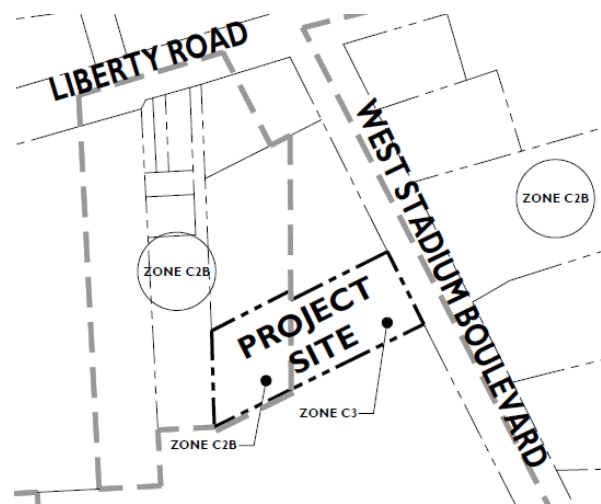 LIBERTY ROAD
WEST STADIUM BOULEVARD
ZONE C2B
ZONE C2B
PROJECT
SITE
ZONE C3
ZONE C2B